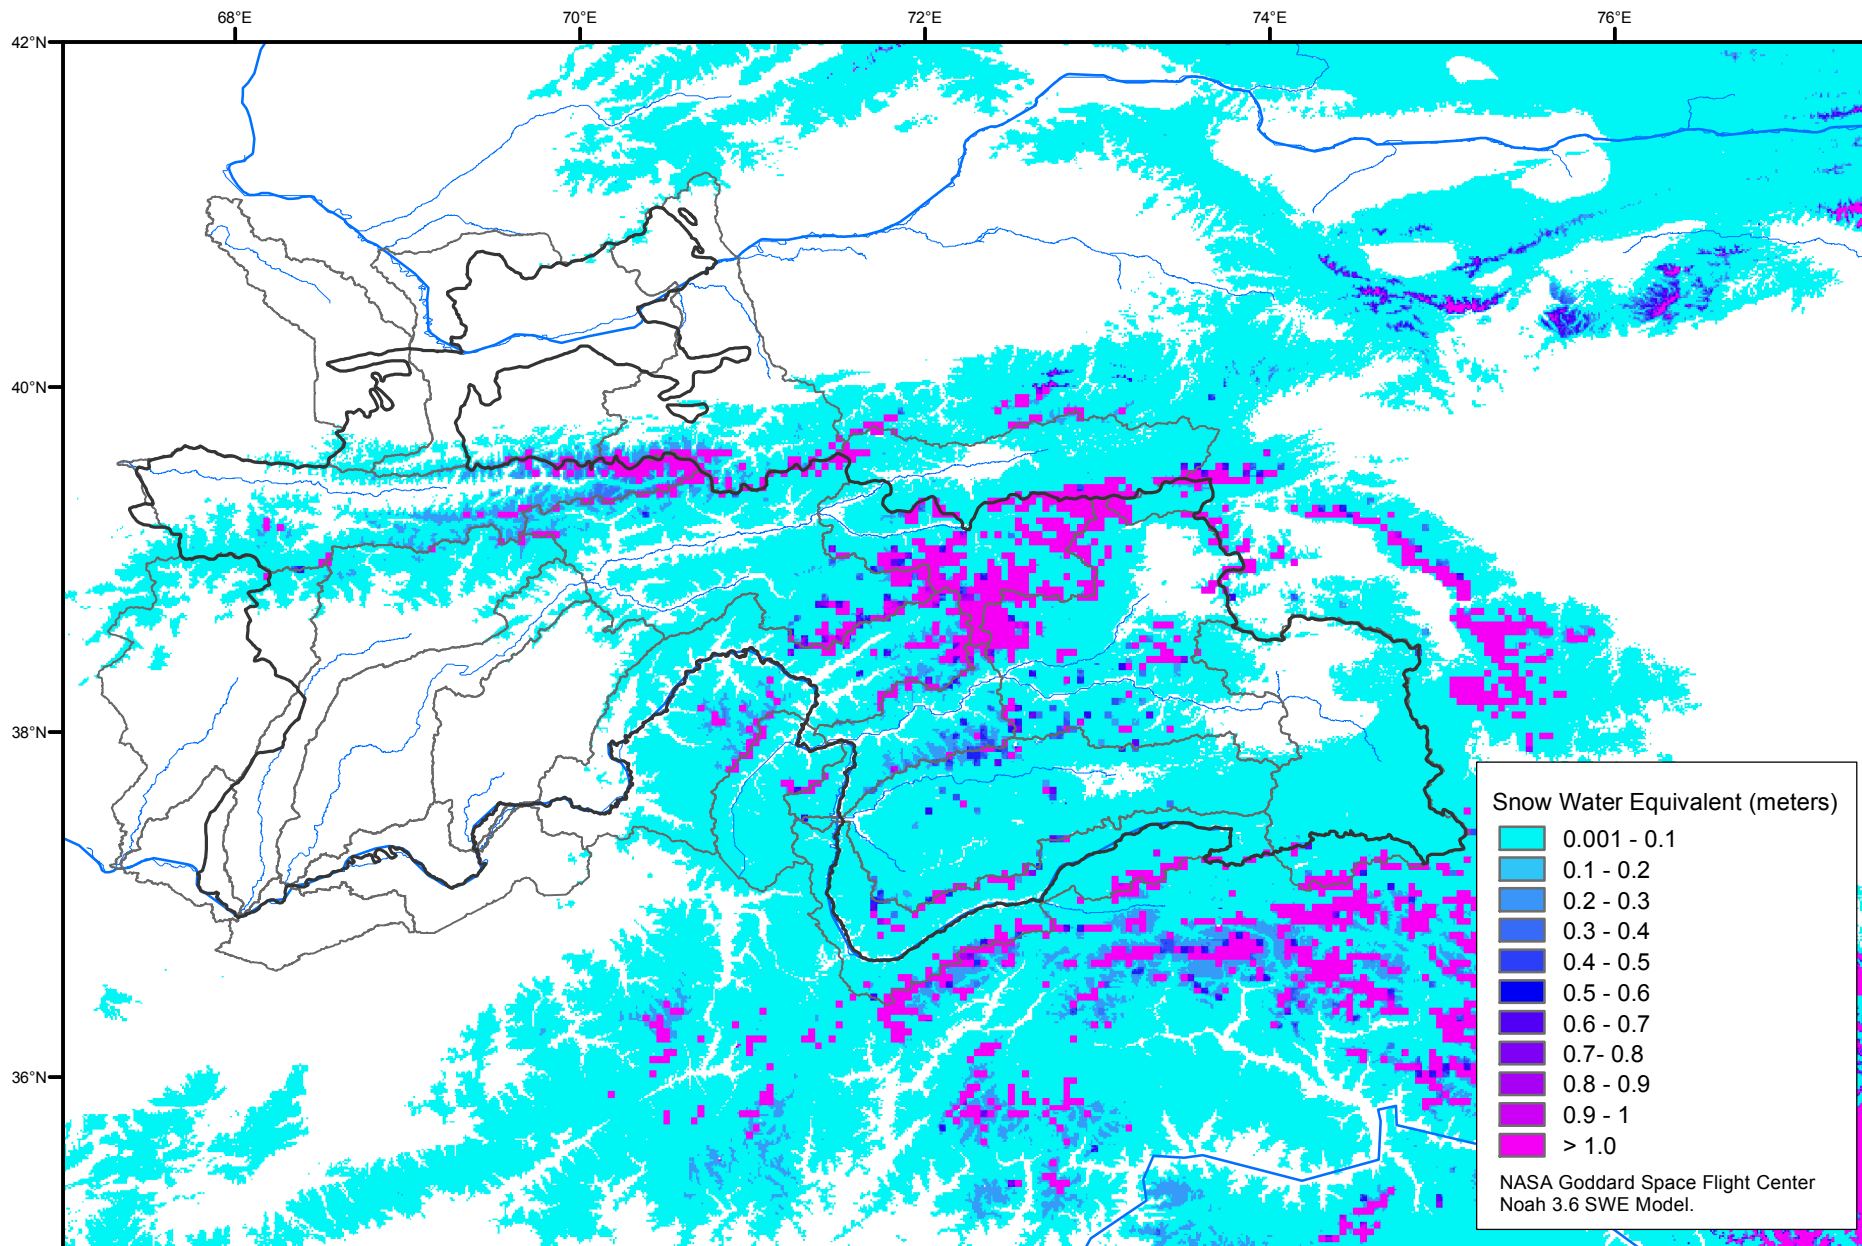 68°E 70°E 72°E 74°E 76°E
42°N
40°N
38°N
36°N
Snow Water Equivalent (meters)
0.001 - 0.1
0.1 - 0.2
0.2 - 0.3
0.3 - 0.4
0.4 - 0.5
0.5 - 0.6
0.6 - 0.7
0.7- 0.8
0.8 - 0.9
0.9 - 1
> 1.0
NASA Goddard Space Flight Center
Noah 3.6 SWE Model.